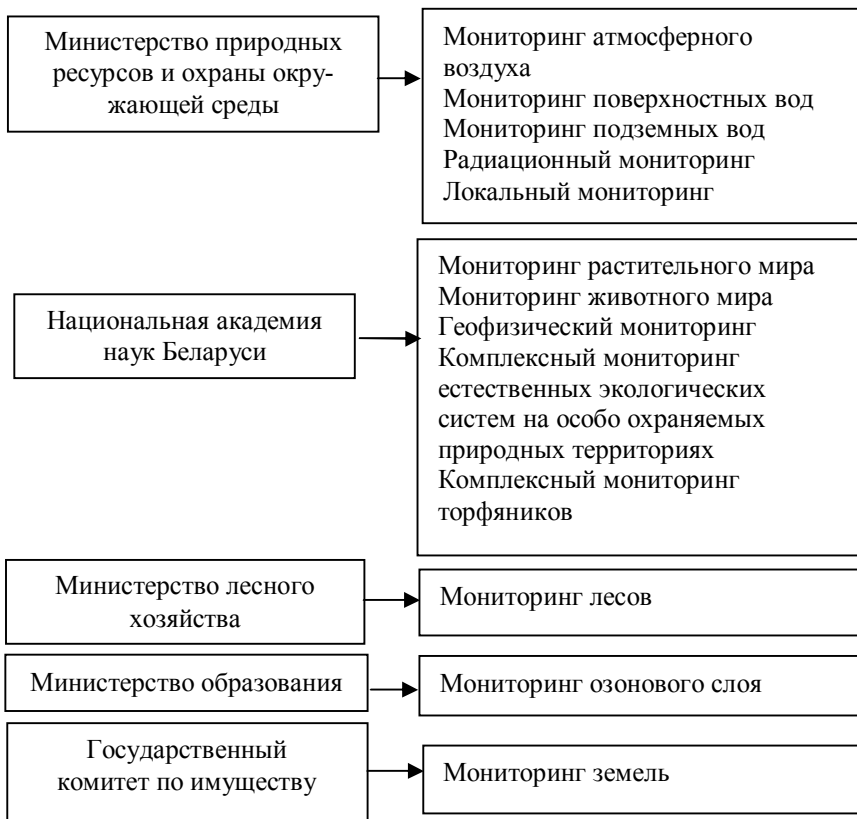 Министерство природных
ресурсов и охраны окру-
жающей среды
Мониторинг атмосферного
воздуха
Мониторинг поверхностных вод
Мониторинг подземных вод
Радиационный мониторинг
Локальный мониторинг
Национальная академия
наук Беларуси
Мониторинг растительного мира
Мониторинг животного мира
Геофизический мониторинг
Комплексный мониторинг
естественных экологических
систем на особо охраняемых
природных территориях
Комплексный мониторинг
торфяников
Министерство лесного
хозяйства
Мониторинг лесов
Министерство образования
Мониторинг озонового слоя
Государственный
комитет по имуществу
Мониторинг земель